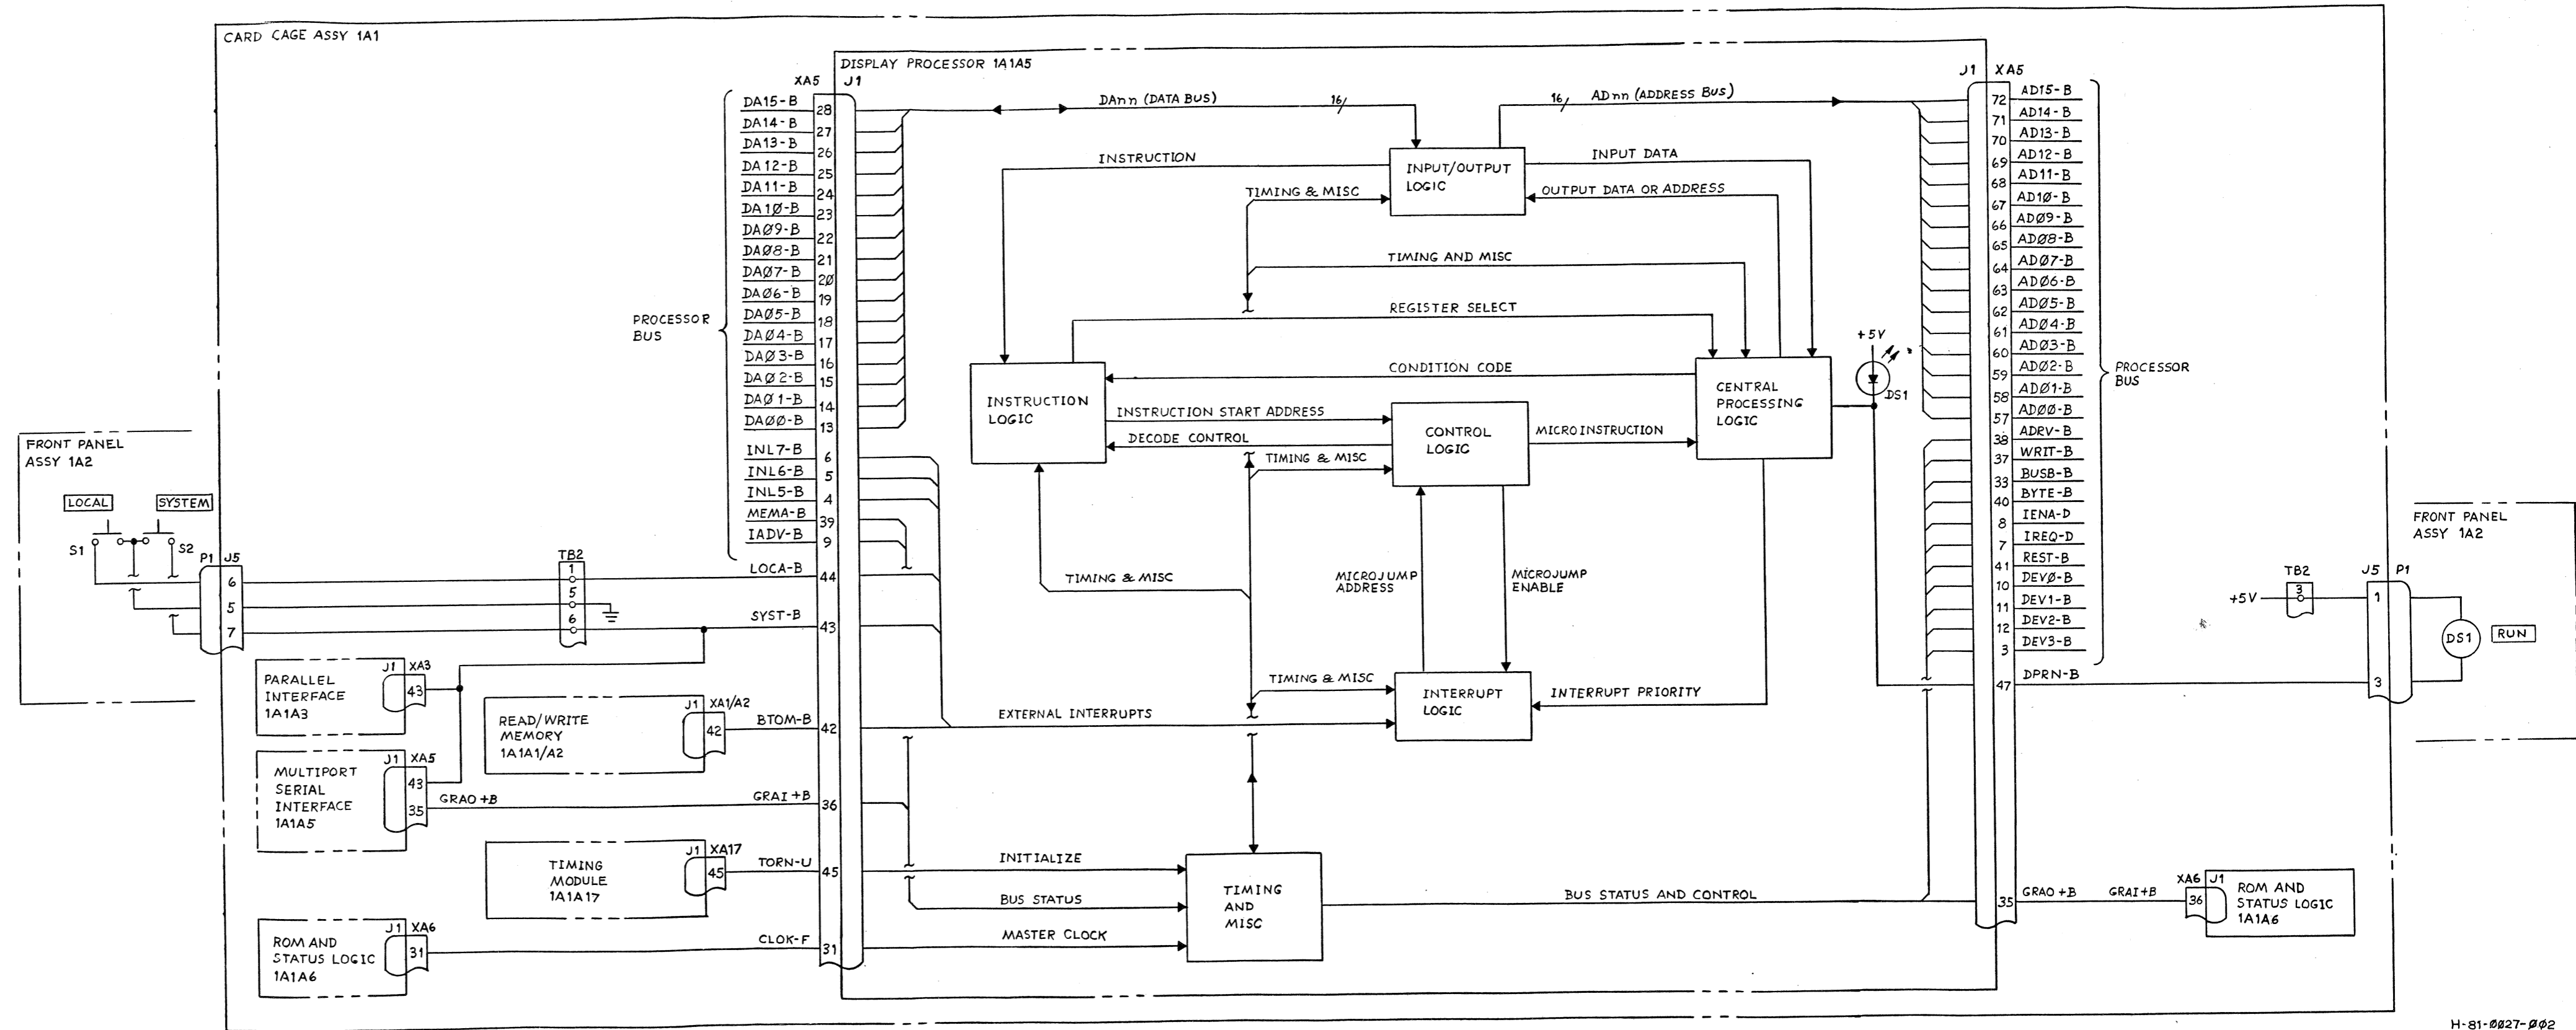 CARD CAGE ASSY 1A1
DISPLAY PROCESSOR 1A1A5
XA5 J1
DA15-B 28
DA14-B 27
DA13-B 26
DA12-B 25
DA11-B 24
DA1Ø-B 23
DAØ9-B 22
DAØ8-B 21
DAØ7-B 2Ø
DAØ6-B 19
DAØ5-B 18
DAØ4-B 17
DAØ3-B 16
DAØ2-B 15
DAØ1-B 14
DAØØ-B 13
INL7-B 6
INL6-B 5
INL5-B 4
MEMA-B 39
IADV-B 9
LOCA-B 44
SYST-B 43
BTOM-B 42
GRAI+B 36
TORN-U 45
CLOK-F 31
PROCESSOR
BUS
FRONT PANEL
ASSY 1A2
LOCAL
SYSTEM
S1
S2
P1 J5
6
5
7
TB2
1
5
6
PARALLEL
INTERFACE
1A1A3
J1 XA3
43
READ/WRITE
MEMORY
1A1A1/A2
J1 XA1/A2
42
MULTIPORT
SERIAL
INTERFACE
1A1A5
J1 XA5
43
35
GRAO+B
TIMING
MODULE
1A1A17
J1 XA17
45
ROM AND
STATUS LOGIC
1A1A6
J1 XA6
31
DAnn (DATA BUS)
16/
16/
ADnn (ADDRESS BUS)
INSTRUCTION
INPUT/OUTPUT
LOGIC
INPUT DATA
TIMING & MISC
OUTPUT DATA OR ADDRESS
TIMING AND MISC
REGISTER SELECT
CONDITION CODE
INSTRUCTION
LOGIC
INSTRUCTION START ADDRESS
DECODE CONTROL
TIMING & MISC
CONTROL
LOGIC
MICROINSTRUCTION
CENTRAL
PROCESSING
LOGIC
+5V
DS1
TIMING & MISC
MICROJUMP
ADDRESS
MICROJUMP
ENABLE
TIMING & MISC
INTERRUPT
LOGIC
INTERRUPT PRIORITY
EXTERNAL INTERRUPTS
INITIALIZE
BUS STATUS
MASTER CLOCK
TIMING
AND
MISC
BUS STATUS AND CONTROL
J1 XA5
72 AD15-B
71 AD14-B
70 AD13-B
69 AD12-B
68 AD11-B
67 AD1Ø-B
66 ADØ9-B
65 ADØ8-B
64 ADØ7-B
63 ADØ6-B
62 ADØ5-B
61 ADØ4-B
60 ADØ3-B
59 ADØ2-B
58 ADØ1-B
57 ADØØ-B
38 ADRV-B
37 WRIT-B
33 BUSB-B
40 BYTE-B
8 IENA-D
7 IREQ-D
41 REST-B
10 DEVØ-B
11 DEV1-B
12 DEV2-B
3 DEV3-B
47 DPRN-B
35 GRAO+B GRAI+B
PROCESSOR
BUS
FRONT PANEL
ASSY 1A2
+5V
TB2
3
J5 P1
1
3
DS1
RUN
XA6 J1
36
ROM AND
STATUS LOGIC
1A1A6
H-81-ØØ27-ØØ2